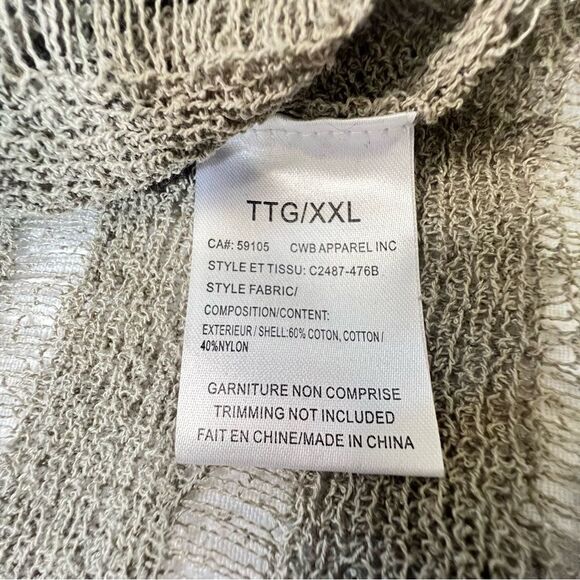 TTG/XXL
CA#: 59105 CWB APPAREL INC
STYLE ET TISSU: C2487-476B
STYLE FABRIC/
COMPOSITION/CONTENT:
EXTERIEUR/SHELL:60% COTON, COTTON/
40%NYLON
GARNITURE NON COMPRISE
TRIMMING NOT INCLUDED
FAIT EN CHINE/MADE IN CHINA